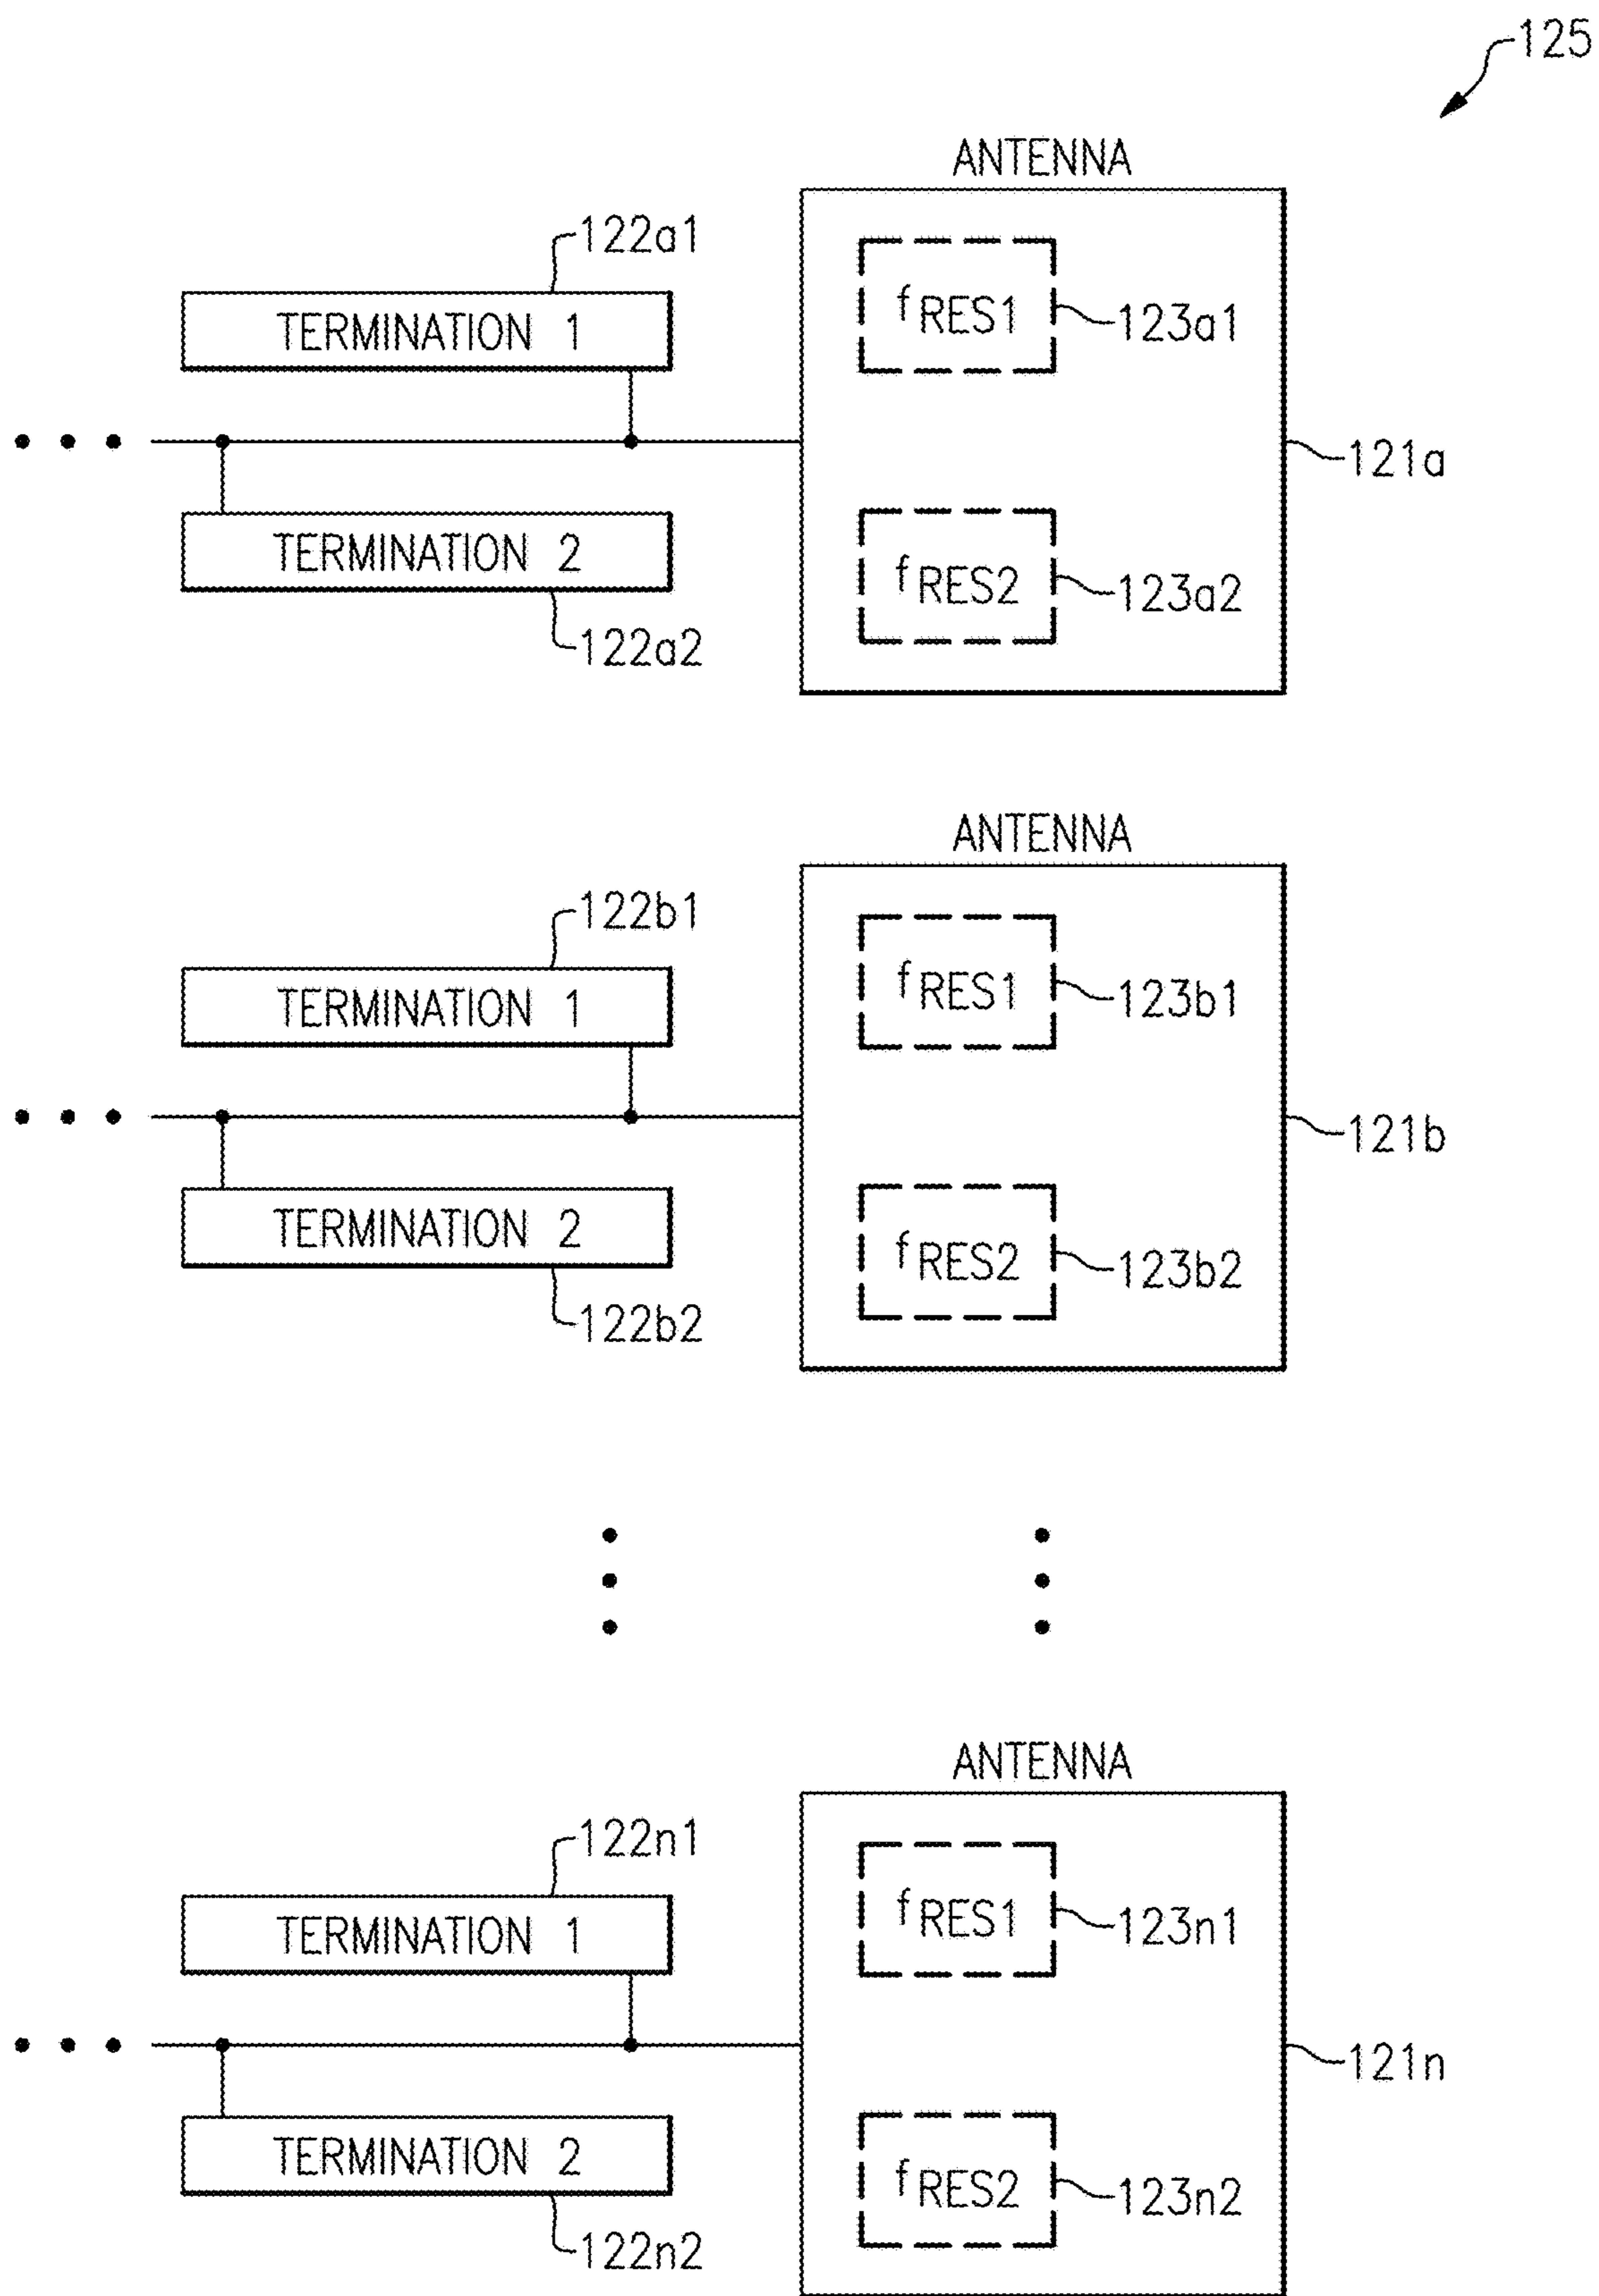 125
ANTENNA
122a1
TERMINATION 1
fRES1
123a1
121a
TERMINATION 2
fRES2
123a2
122a2
ANTENNA
122b1
TERMINATION 1
fRES1
123b1
121b
TERMINATION 2
fRES2
123b2
122b2
ANTENNA
122n1
TERMINATION 1
fRES1
123n1
121n
TERMINATION 2
fRES2
123n2
122n2